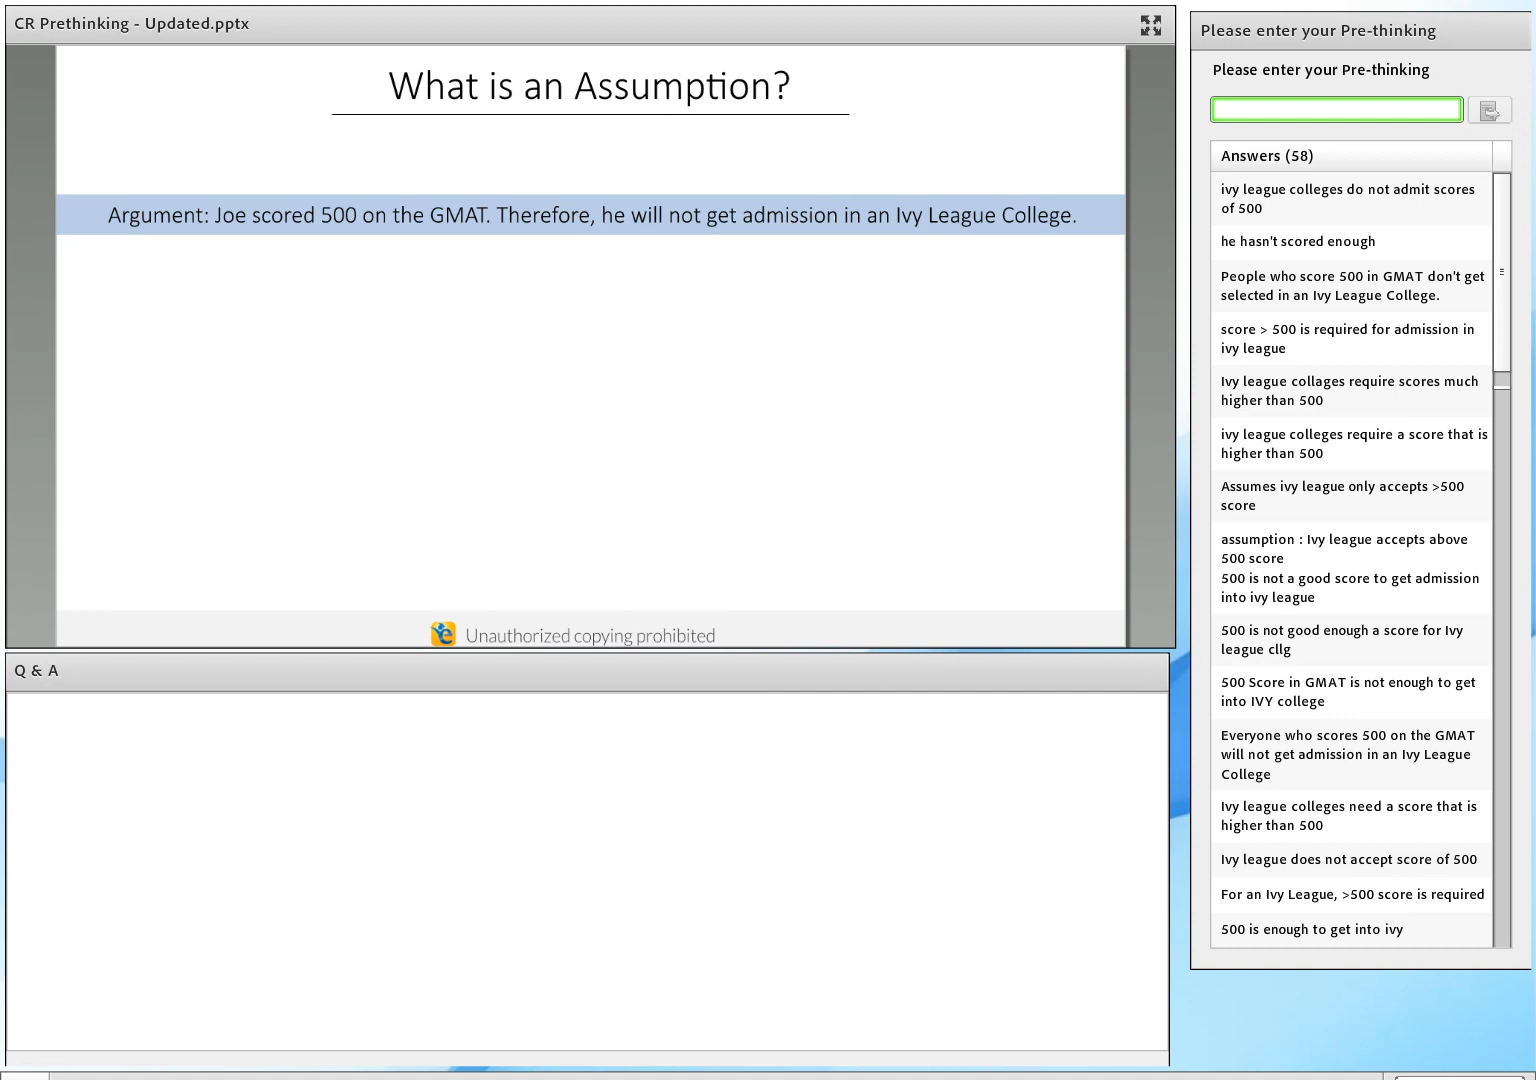 CR Prethinking - Updated.pptx
What is an Assumption?
Argument: Joe scored 500 on the GMAT. Therefore, he will not get admission in an Ivy League College.
Unauthorized copying prohibited
Q & A
Please enter your Pre-thinking
Please enter your Pre-thinking
Answers (58)
ivy league colleges do not admit scores
of 500
he hasn't scored enough
People who score 500 in GMAT don't get
selected in an Ivy League College.
score > 500 is required for admission in
ivy league
Ivy league collages require scores much
higher than 500
ivy league colleges require a score that is
higher than 500
Assumes ivy league only accepts >500
score
assumption : Ivy league accepts above
500 score
500 is not a good score to get admission
into ivy league
500 is not good enough a score for Ivy
league cllg
500 Score in GMAT is not enough to get
into IVY college
Everyone who scores 500 on the GMAT
will not get admission in an Ivy League
College
Ivy league colleges need a score that is
higher than 500
Ivy league does not accept score of 500
For an Ivy League, >500 score is required
500 is enough to get into ivy